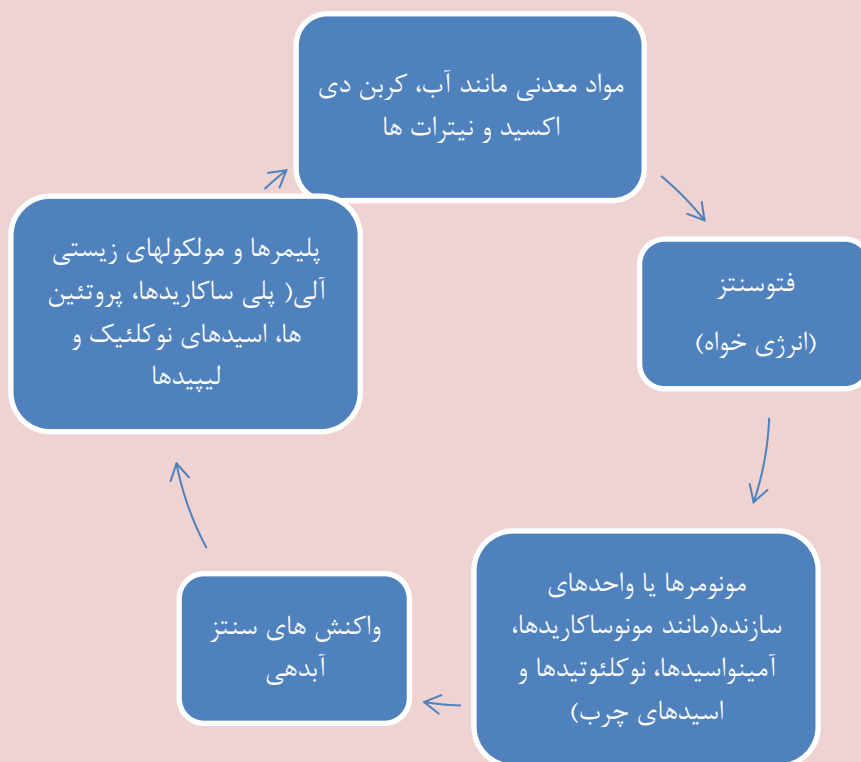 مواد معدنی مانند آب، کربن دی
اکسید و نیترات ها
فتوسنتز
(انرژی خواه)
مونومرها یا واحدهای
سازنده(مانند مونوساکاریدها،
آمینواسیدها، نوکلئوتیدها و
اسیدهای چرب)
واکنش های سنتز
آبدهی
پلیمرها و مولکولهای زیستی
آلی( پلی ساکاریدها، پروتئین
ها، اسیدهای نوکلئیک و
لیپیدها